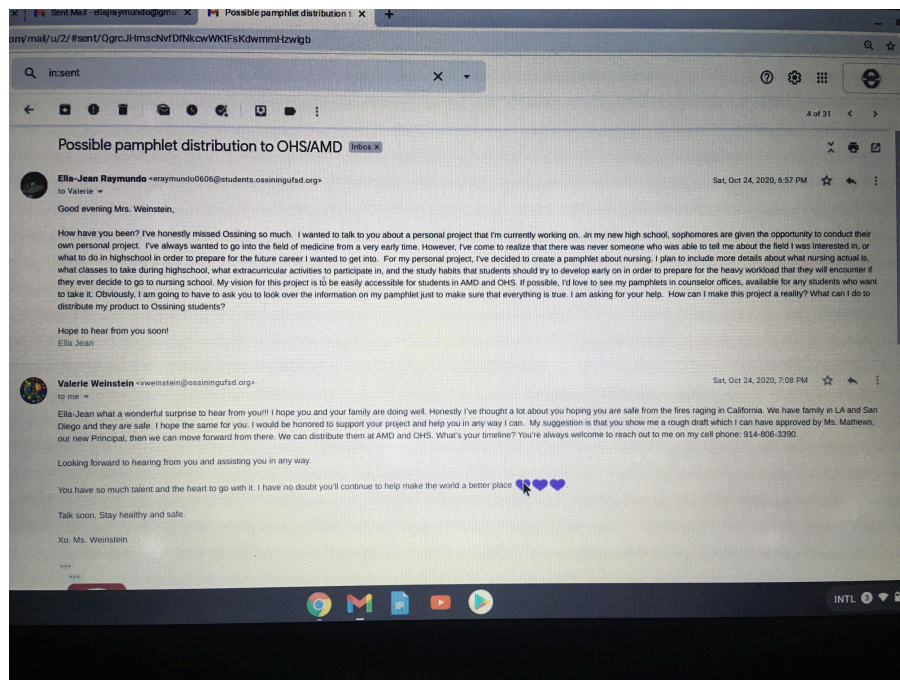 Sent Mail - ellajraymundo@gma
Possible pamphlet distribution t
om/mail/u/2/#sent/QgrcJHrnscNvfDfNkcwWKtFsKdwmmHzwigb
in:sent
4 of 31
Possible pamphlet distribution to OHS/AMD Inbox x
Ella-Jean Raymundo <eraymundo0606@students.ossiningufsd.org>
Sat, Oct 24, 2020, 6:57 PM
to Valerie
Good evening Mrs. Weinstein,
How have you been? I've honestly missed Ossining so much. I wanted to talk to you about a personal project that I'm currently working on. In my new high school, sophomores are given the opportunity to conduct their
own personal project. I've always wanted to go into the field of medicine from a very early time. However, I've come to realize that there was never someone who was able to tell me about the field I was interested in, or
what to do in highschool in order to prepare for the future career I wanted to get into. For my personal project, I've decided to create a pamphlet about nursing. I plan to include more details about what nursing actual is,
what classes to take during highschool, what extracurricular activities to participate in, and the study habits that students should try to develop early on in order to prepare for the heavy workload that they will encounter if
they ever decide to go to nursing school. My vision for this project is to be easily accessible for students in AMD and OHS. If possible, I'd love to see my pamphlets in counselor offices, available for any students who want
to take it. Obviously, I am going to have to ask you to look over the information on my pamphlet just to make sure that everything is true. I am asking for your help. How can I make this project a reality? What can I do to
distribute my product to Ossining students?
Hope to hear from you soon!
Ella Jean
Valerie Weinstein <vweinstein@ossiningufsd.org>
Sat, Oct 24, 2020, 7:08 PM
to me
Ella-Jean what a wonderful surprise to hear from you!!! I hope you and your family are doing well. Honestly I've thought a lot about you hoping you are safe from the fires raging in California. We have family in LA and San
Diego and they are safe. I hope the same for you. I would be honored to support your project and help you in any way I can. My suggestion is that you show me a rough draft which I can have approved by Ms. Mathews,
our new Principal, then we can move forward from there. We can distribute them at AMD and OHS. What's your timeline? You're always welcome to reach out to me on my cell phone: 914-806-3390.
Looking forward to hearing from you and assisting you in any way.
You have so much talent and the heart to go with it. I have no doubt you'll continue to help make the world a better place 💜💜💜
Talk soon. Stay healthy and safe.
Xo: Ms. Weinstein
INTL 3